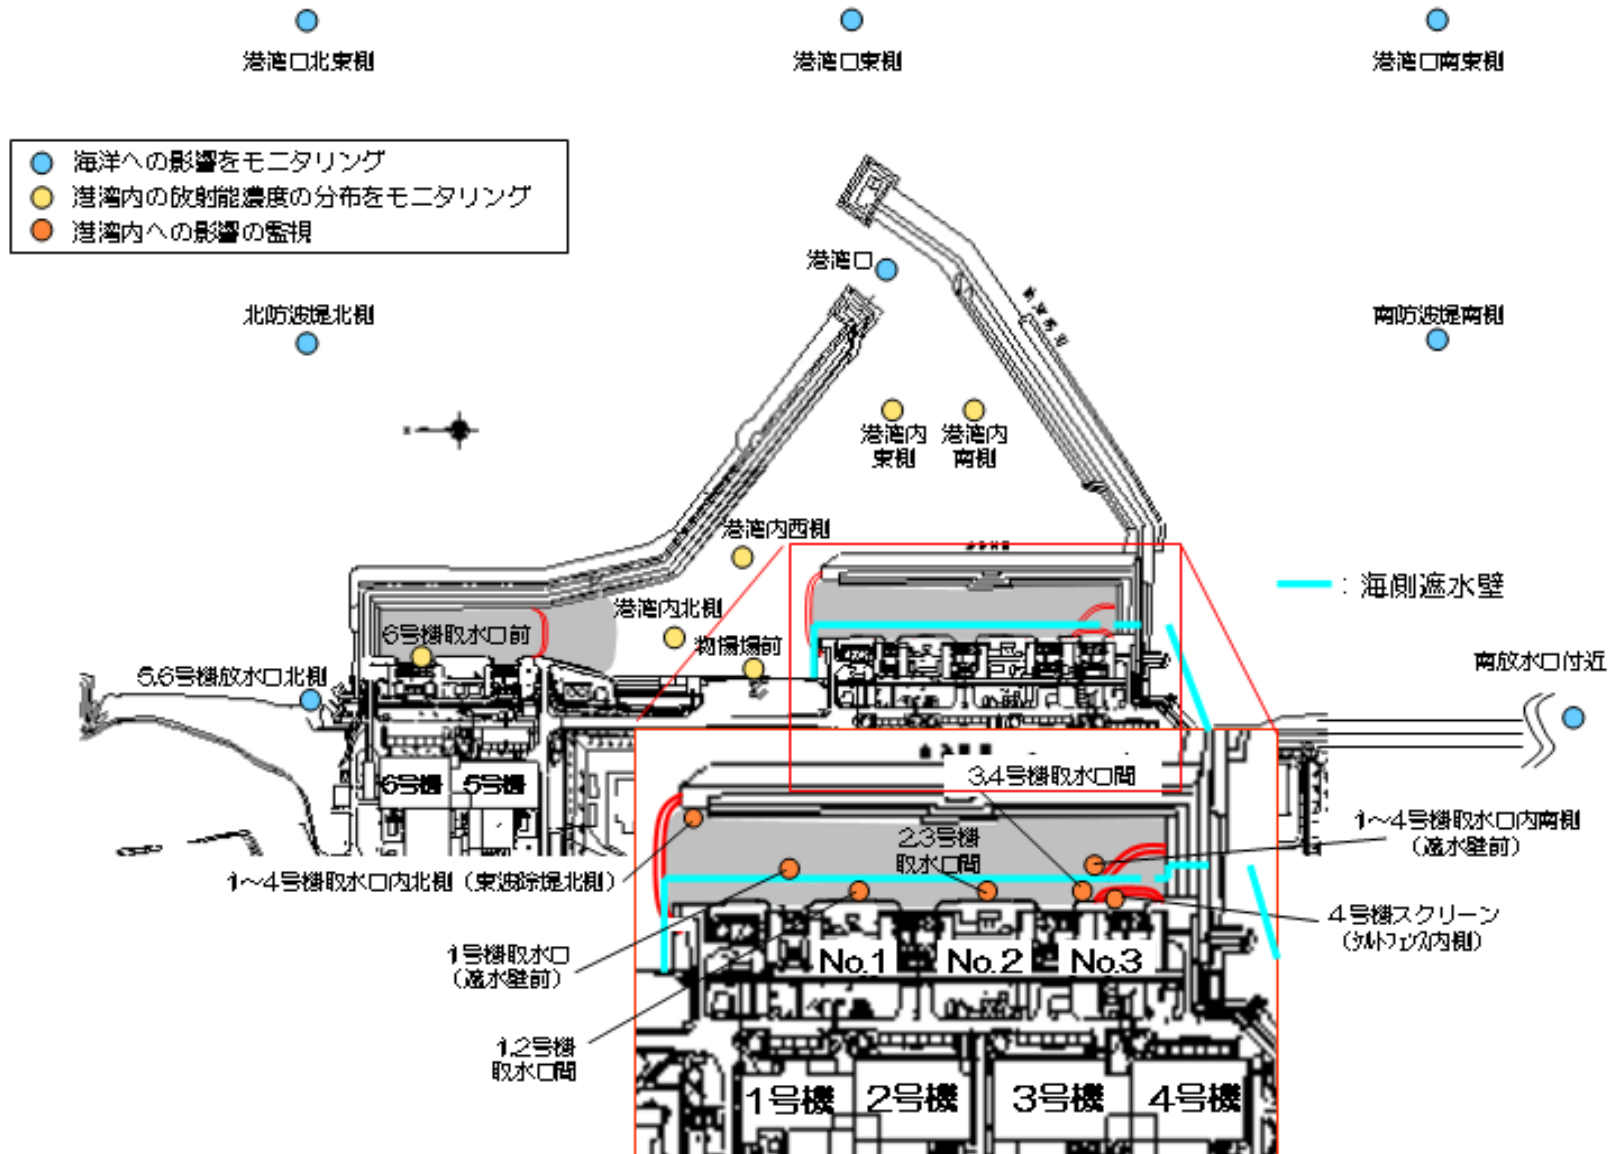 港湾口北東側
港湾口東側
港湾口南東側
海洋への影響をモニタリング
港湾内の放射能濃度の分布をモニタリング
港湾内への影響の監視
港湾口
北防波堤北側
南防波堤南側
港湾内
東側
港湾内
南側
港湾内西側
:海側遮水壁
港湾内北側
6号機取水口前
物揚場前
南放水口付近
5,6号機放水口北側
6号機
5号機
3,4号機取水口間
1~4号機取水口内南側
(遮水壁前)
2,3号機
取水口間
1~4号機取水口内北側(東波除堤北側)
4号機スクリーン
(シルトフェンス内側)
1号機取水口
(遮水壁前)
No.1
No.2
No.3
1,2号機
取水口間
1号機
2号機
3号機
4号機